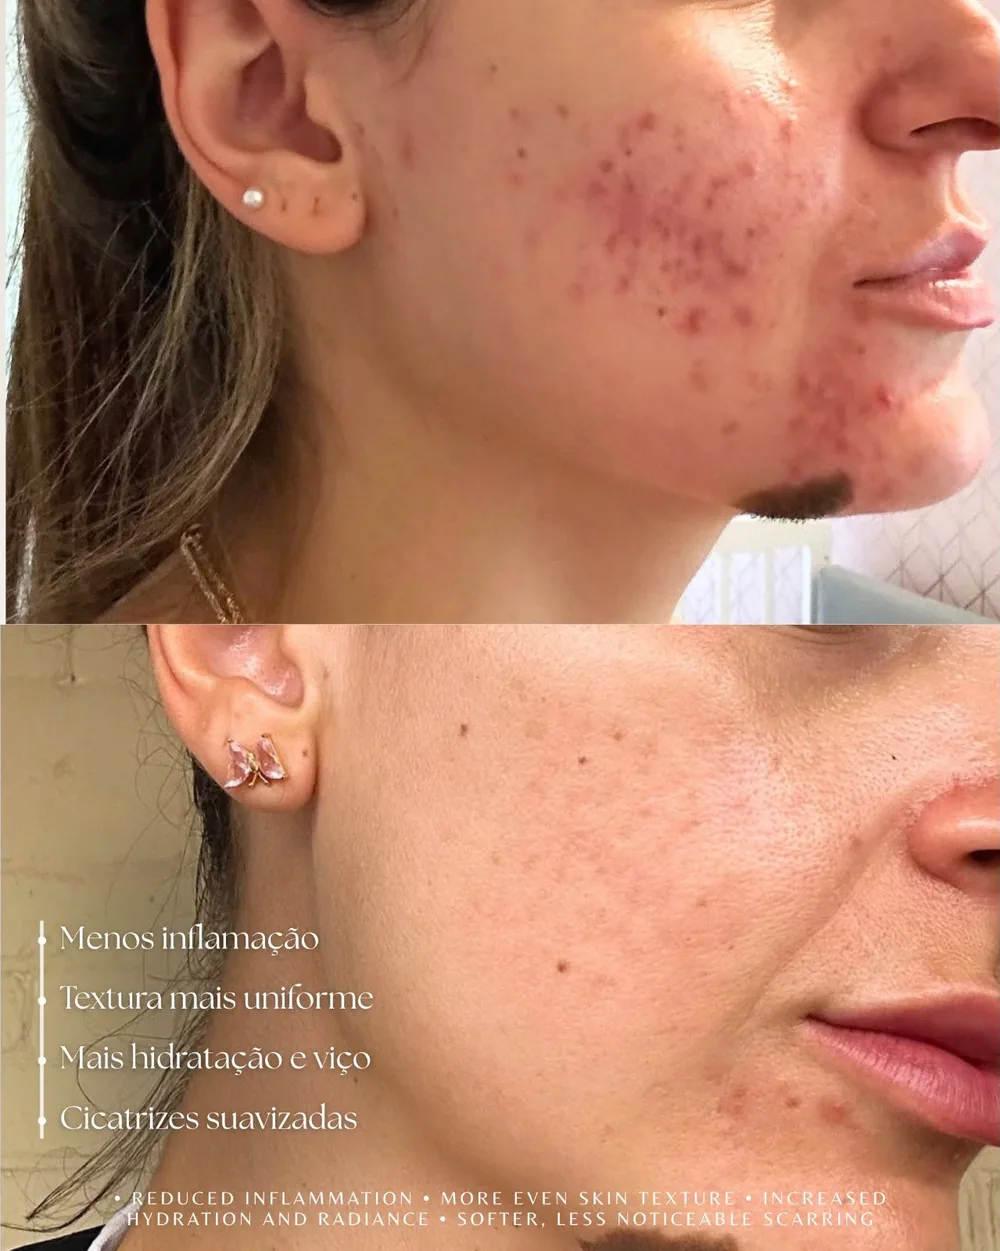 Menos inflamação
Textura mais uniforme
Mais hidratação e viço
Cicatrizes suavizadas
• REDUCED INFLAMMATION • MORE EVEN SKIN TEXTURE • INCREASED
HYDRATION AND RADIANCE • SOFTER, LESS NOTICEABLE SCARRING